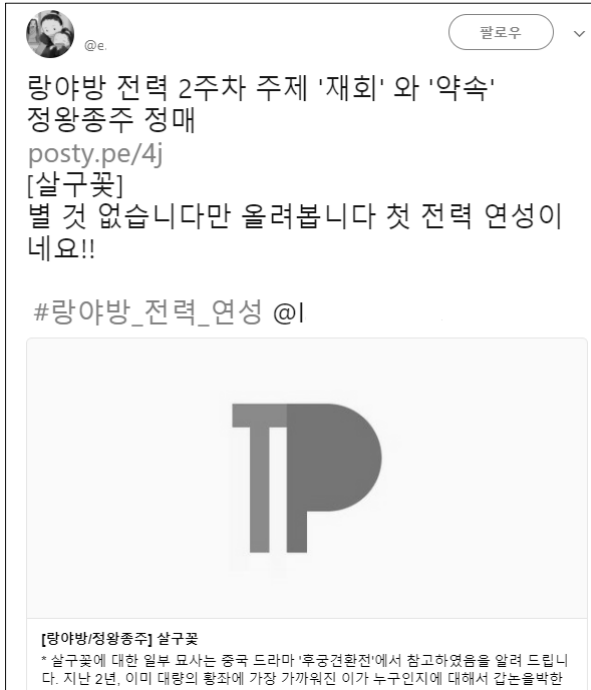 @e.
팔로우
랑야방 전력 2주차 주제 '재회' 와 '약속'
정왕종주 정매
posty.pe/4j
[살구꽃]
별 것 없습니다만 올려봅니다 첫 전력 연성이
네요!!
#랑야방_전력_연성 @l
[랑야방/정왕종주] 살구꽃
* 살구꽃에 대한 일부 묘사는 중국 드라마 '후궁견환전'에서 참고하였음을 알려 드립니
다. 지난 2년, 이미 대량의 황좌에 가장 가까워진 이가 누구인지에 대해서 갑논을박한